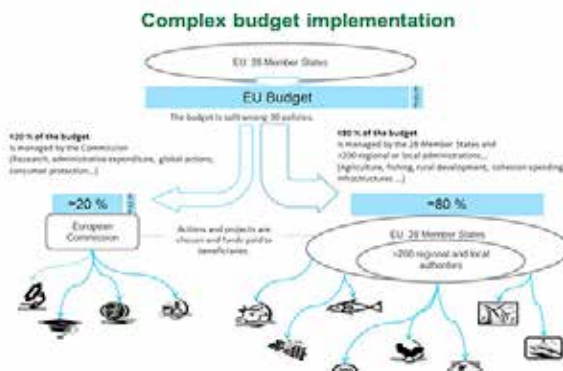 Complex budget implementation
EU 28 Member States
EU Budget
The budget is split among 30 policies.
≈20 % of the budget
is managed by the Commission
(Research, administrative expenditure, global actions,
consumer protection...)
≈80 % of the budget
is managed by the 28 Member States and
>200 regional or local administrations...
(Agriculture, fishing, rural development, cohesion spending,
infrastructures ...)
≈20 %
≈80 %
European
Commission
Actions and projects are
chosen and funds paid to
beneficiaries
EU 28 Member States
>200 regional and local
authorities